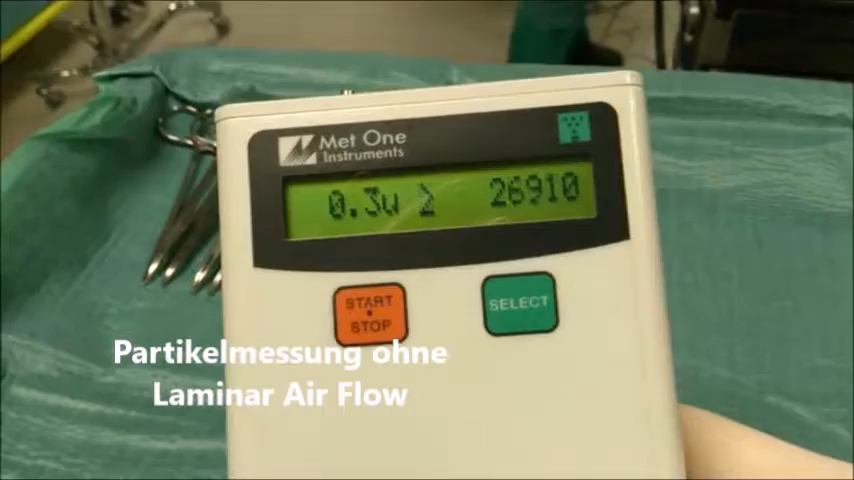 Met One
Instruments
0.3u ≥ 26910
START
STOP
SELECT
Partikelmessung ohne
Laminar Air Flow